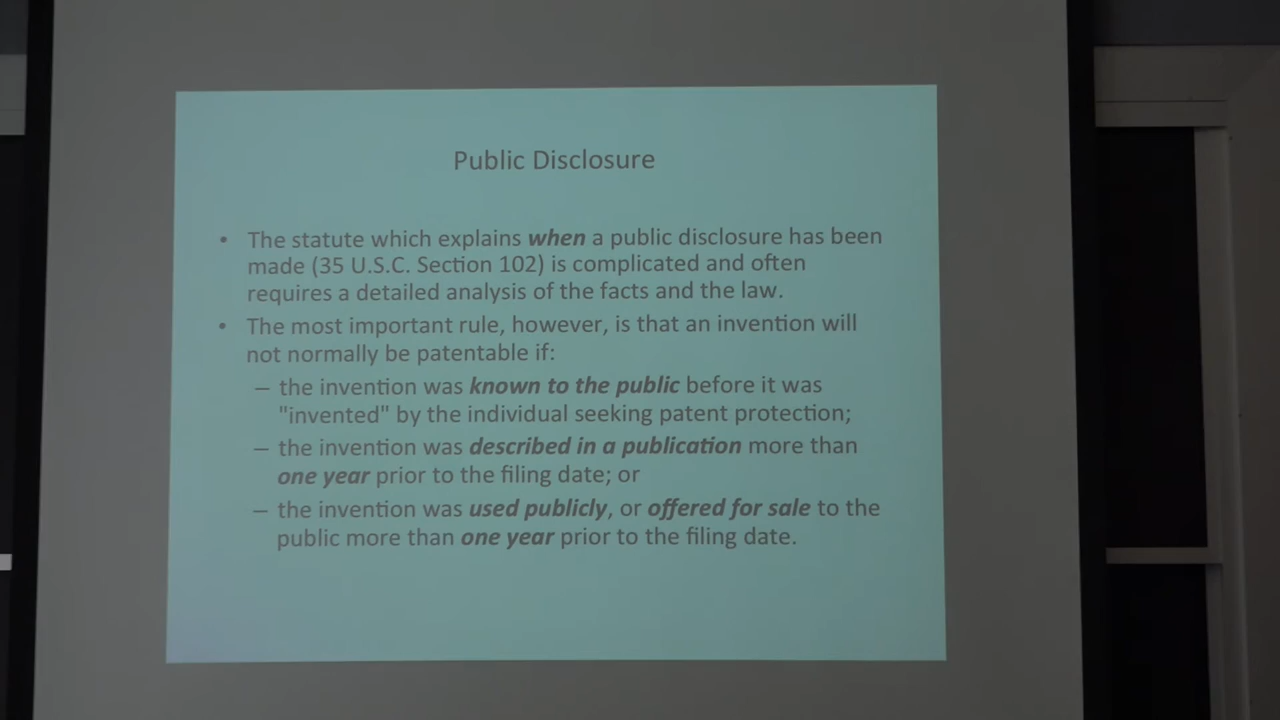 Public Disclosure
• The statute which explains when a public disclosure has been
made (35 U.S.C. Section 102) is complicated and often
requires a detailed analysis of the facts and the law.
• The most important rule, however, is that an invention will
not normally be patentable if:
– the invention was known to the public before it was
"invented" by the individual seeking patent protection;
– the invention was described in a publication more than
one year prior to the filing date; or
– the invention was used publicly, or offered for sale to the
public more than one year prior to the filing date.